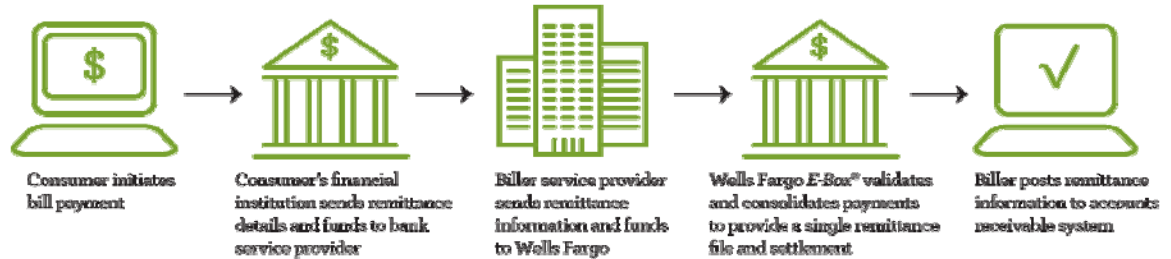 $
$
$
√
Consumer initiates
bill payment
Consumer's financial
institution sends remittance
details and funds to bank
service provider
Biller service provider
sends remittance
information and funds
to Wells Fargo
Wells Fargo E-Box® validates
and consolidates payments
to provide a single remittance
file and settlement
Biller posts remittance
information to accounts
receivable system